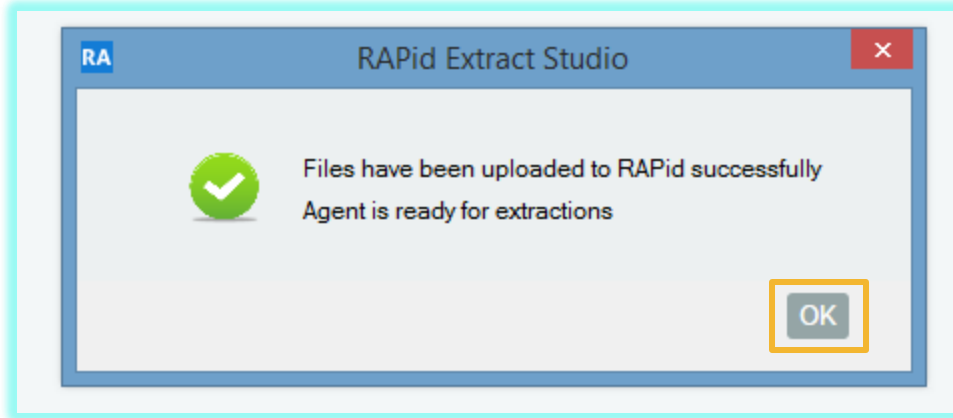 RA
RAPid Extract Studio
×
Files have been uploaded to RAPid successfully
Agent is ready for extractions
OK